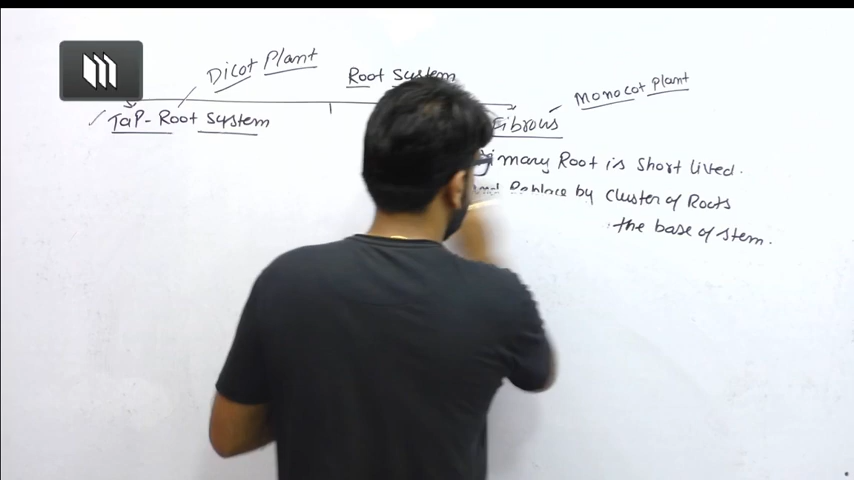 Dicot Plant
Root System
Monocot plant
Tap-Root System
Fibrous
Primary Root is short lived.
Replace by cluster of Roots
the base of stem.